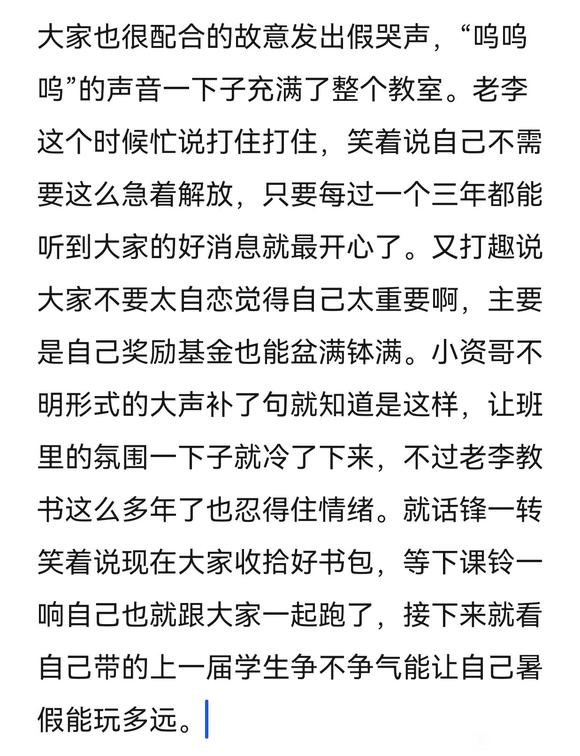 大家也很配合的故意发出假哭声，“呜呜
呜”的声音一下子充满了整个教室。老李
这个时候忙说打住打住，笑着说自己不需
要这么急着解放，只要每过一个三年都能
听到大家的好消息就最开心了。又打趣说
大家不要太自恋觉得自己太重要啊，主要
是自己奖励基金也能盆满钵满。小资哥不
明形式的大声补了句就知道是这样，让班
里的氛围一下子就冷了下来，不过老李教
书这么多年了也忍得住情绪。就话锋一转
笑着说现在大家收拾好书包，等下课铃一
响自己也就跟大家一起跑了，接下来就看
自己带的上一届学生争不争气能让自己暑
假能玩多远。